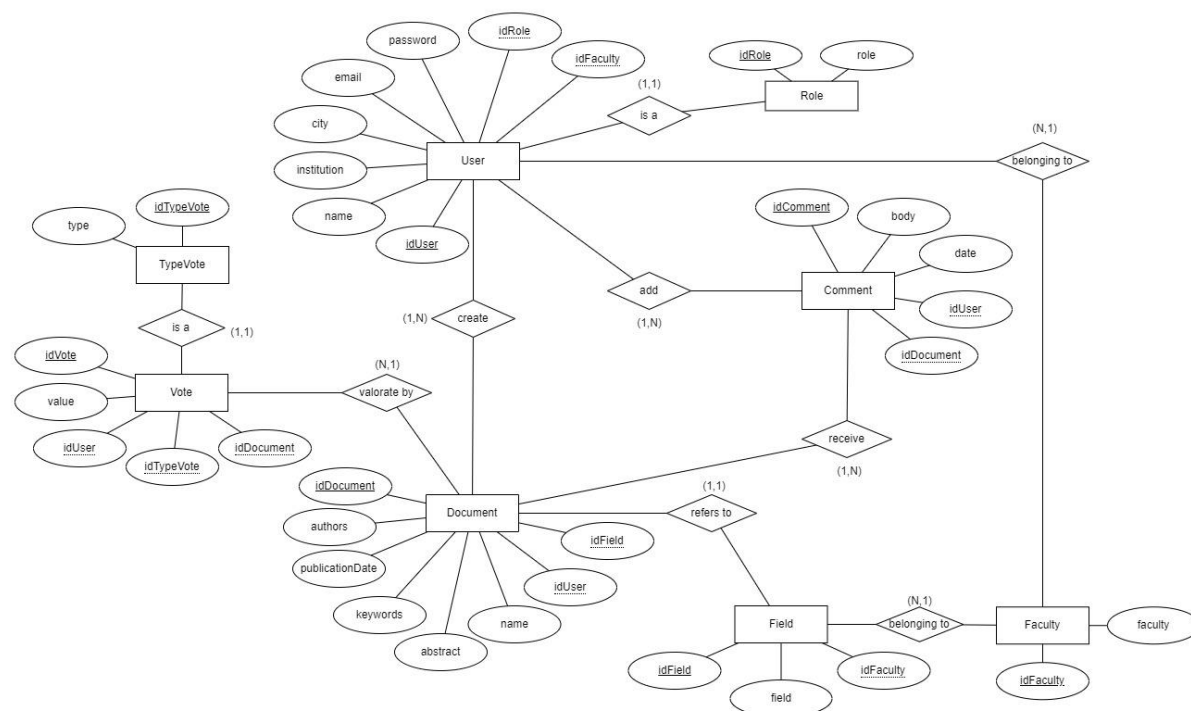 password
idRole
idFaculty
email
city
institution
name
idUser
User
(1,1)
is a
idRole
role
Role
(N,1)
belonging to
type
idTypeVote
TypeVote
is a
(1,1)
(1,N)
create
add
(1,N)
idComment
body
date
Comment
idUser
idDocument
idVote
value
Vote
idUser
idTypeVote
idDocument
(N,1)
valorate by
receive
(1,N)
idDocument
authors
publicationDate
keywords
abstract
name
idUser
idField
Document
(1,1)
refers to
Field
idField
field
idFaculty
(N,1)
belonging to
Faculty
faculty
idFaculty